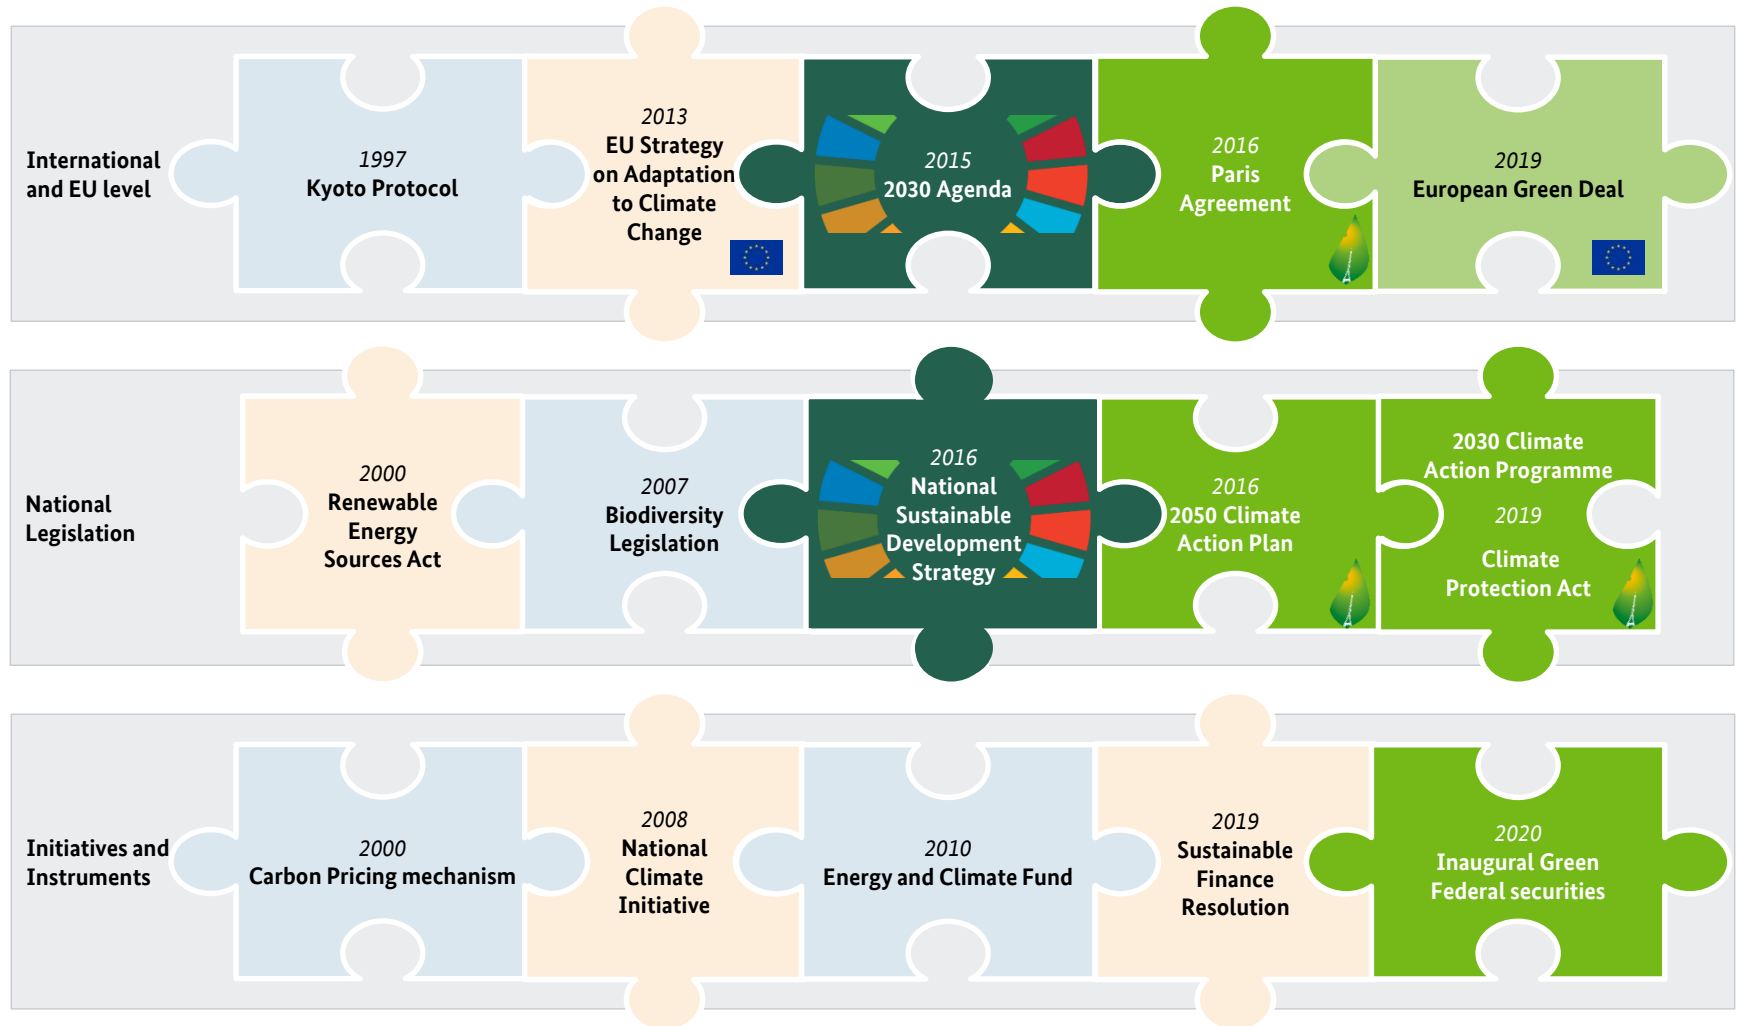 International
and EU level
1997
Kyoto Protocol
2013
EU Strategy
on Adaptation
to Climate
Change
2015
2030 Agenda
2016
Paris
Agreement
2019
European Green Deal
National
Legislation
2000
Renewable
Energy
Sources Act
2007
Biodiversity
Legislation
2016
National
Sustainable
Development
Strategy
2016
2050 Climate
Action Plan
2030 Climate
Action Programme
2019
Climate
Protection Act
Initiatives and
Instruments
2000
Carbon Pricing mechanism
2008
National
Climate
Initiative
2010
Energy and Climate Fund
2019
Sustainable
Finance
Resolution
2020
Inaugural Green
Federal securities